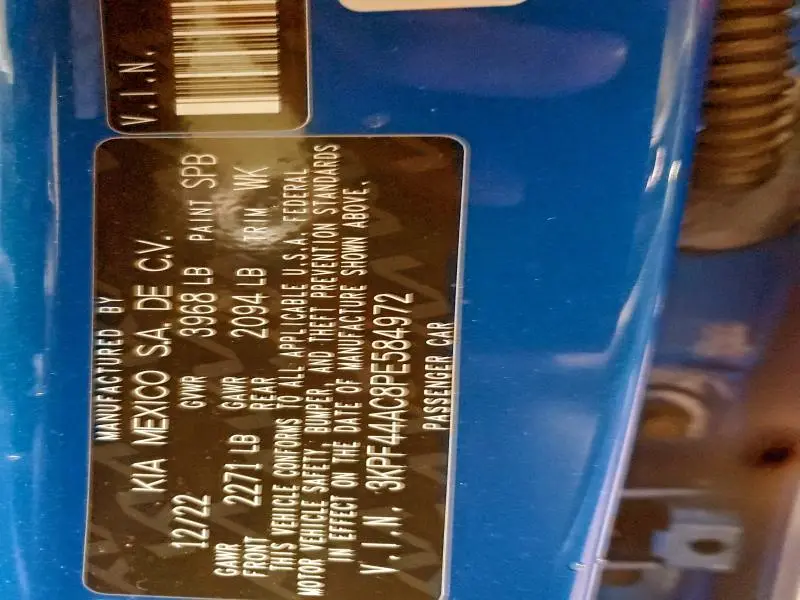 V.I.N.
MANUFACTURED BY
KIA MEXICO S.A. DE C.V.
12/22 GVWR 3968 LB PAINT SPB
GAWR FRONT 2271 LB GAWR REAR 2094 LB TRIM WK
THIS VEHICLE CONFORMS TO ALL APPLICABLE U.S.A. FEDERAL
MOTOR VEHICLE SAFETY, BUMPER, AND THEFT PREVENTION STANDARDS
IN EFFECT ON THE DATE OF MANUFACTURE SHOWN ABOVE.
V.I.N. 3KPF44AC8PE584972
PASSENGER CAR